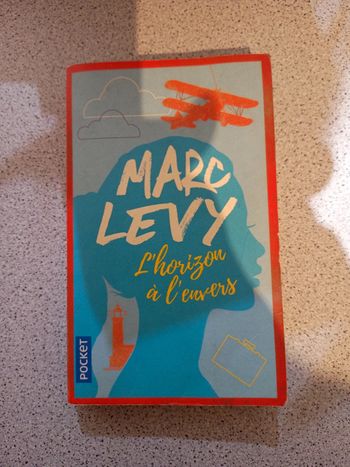 MARC
LEVY
L'horizon
à l'envers
POCKET